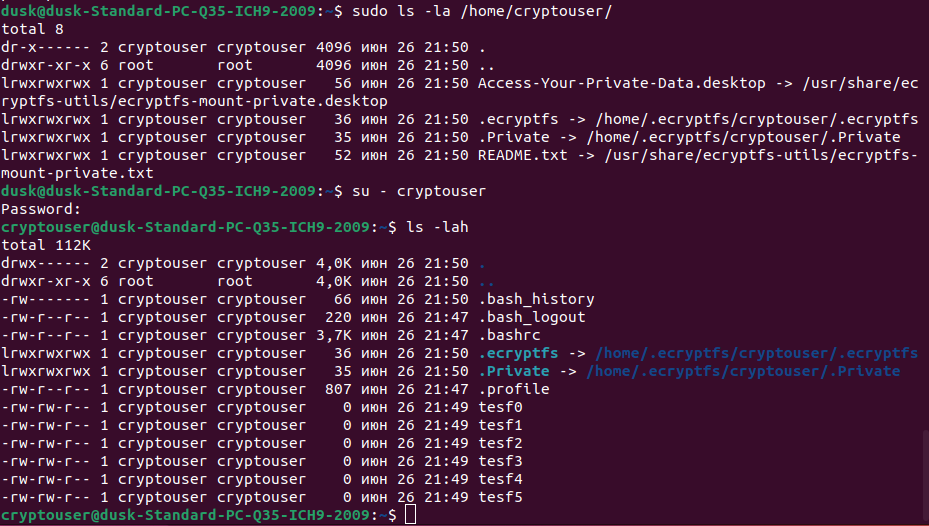 dusk@dusk-Standard-PC-Q35-ICH9-2009:~$ sudo ls -la /home/cryptouser/
total 8
dr-x------ 2 cryptouser cryptouser 4096 июн 26 21:50 .
drwxr-xr-x 6 root       root       4096 июн 26 21:50 ..
lrwxrwxrwx 1 cryptouser cryptouser   56 июн 26 21:50 Access-Your-Private-Data.desktop -> /usr/share/ec
ryptfs-utils/ecryptfs-mount-private.desktop
lrwxrwxrwx 1 cryptouser cryptouser   36 июн 26 21:50 .ecryptfs -> /home/.ecryptfs/cryptouser/.ecryptfs
lrwxrwxrwx 1 cryptouser cryptouser   35 июн 26 21:50 .Private -> /home/.ecryptfs/cryptouser/.Private
lrwxrwxrwx 1 cryptouser cryptouser   52 июн 26 21:50 README.txt -> /usr/share/ecryptfs-utils/ecryptfs-
mount-private.txt
dusk@dusk-Standard-PC-Q35-ICH9-2009:~$ su - cryptouser
Password:
cryptouser@dusk-Standard-PC-Q35-ICH9-2009:~$ ls -lah
total 112K
drwx------ 2 cryptouser cryptouser 4,0K июн 26 21:50 .
drwxr-xr-x 6 root       root       4,0K июн 26 21:50 ..
-rw------- 1 cryptouser cryptouser   66 июн 26 21:50 .bash_history
-rw-r--r-- 1 cryptouser cryptouser  220 июн 26 21:47 .bash_logout
-rw-r--r-- 1 cryptouser cryptouser 3,7K июн 26 21:47 .bashrc
lrwxrwxrwx 1 cryptouser cryptouser   36 июн 26 21:50 .ecryptfs -> /home/.ecryptfs/cryptouser/.ecryptfs
lrwxrwxrwx 1 cryptouser cryptouser   35 июн 26 21:50 .Private -> /home/.ecryptfs/cryptouser/.Private
-rw-r--r-- 1 cryptouser cryptouser  807 июн 26 21:47 .profile
-rw-rw-r-- 1 cryptouser cryptouser    0 июн 26 21:49 tesf0
-rw-rw-r-- 1 cryptouser cryptouser    0 июн 26 21:49 tesf1
-rw-rw-r-- 1 cryptouser cryptouser    0 июн 26 21:49 tesf2
-rw-rw-r-- 1 cryptouser cryptouser    0 июн 26 21:49 tesf3
-rw-rw-r-- 1 cryptouser cryptouser    0 июн 26 21:49 tesf4
-rw-rw-r-- 1 cryptouser cryptouser    0 июн 26 21:49 tesf5
cryptouser@dusk-Standard-PC-Q35-ICH9-2009:~$